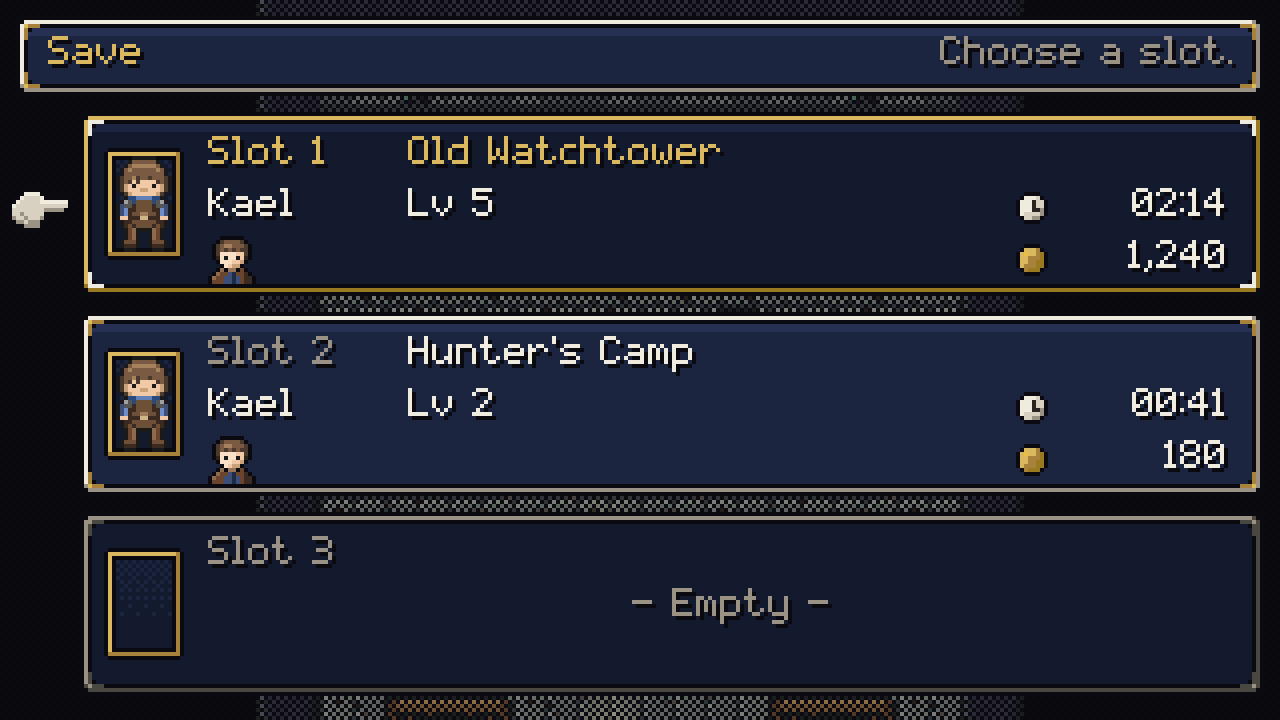 Save
Choose a slot.
Slot 1 Old Watchtower
Kael Lv 5 02:14
1,240
Slot 2 Hunter's Camp
Kael Lv 2 00:41
180
Slot 3
- Empty -